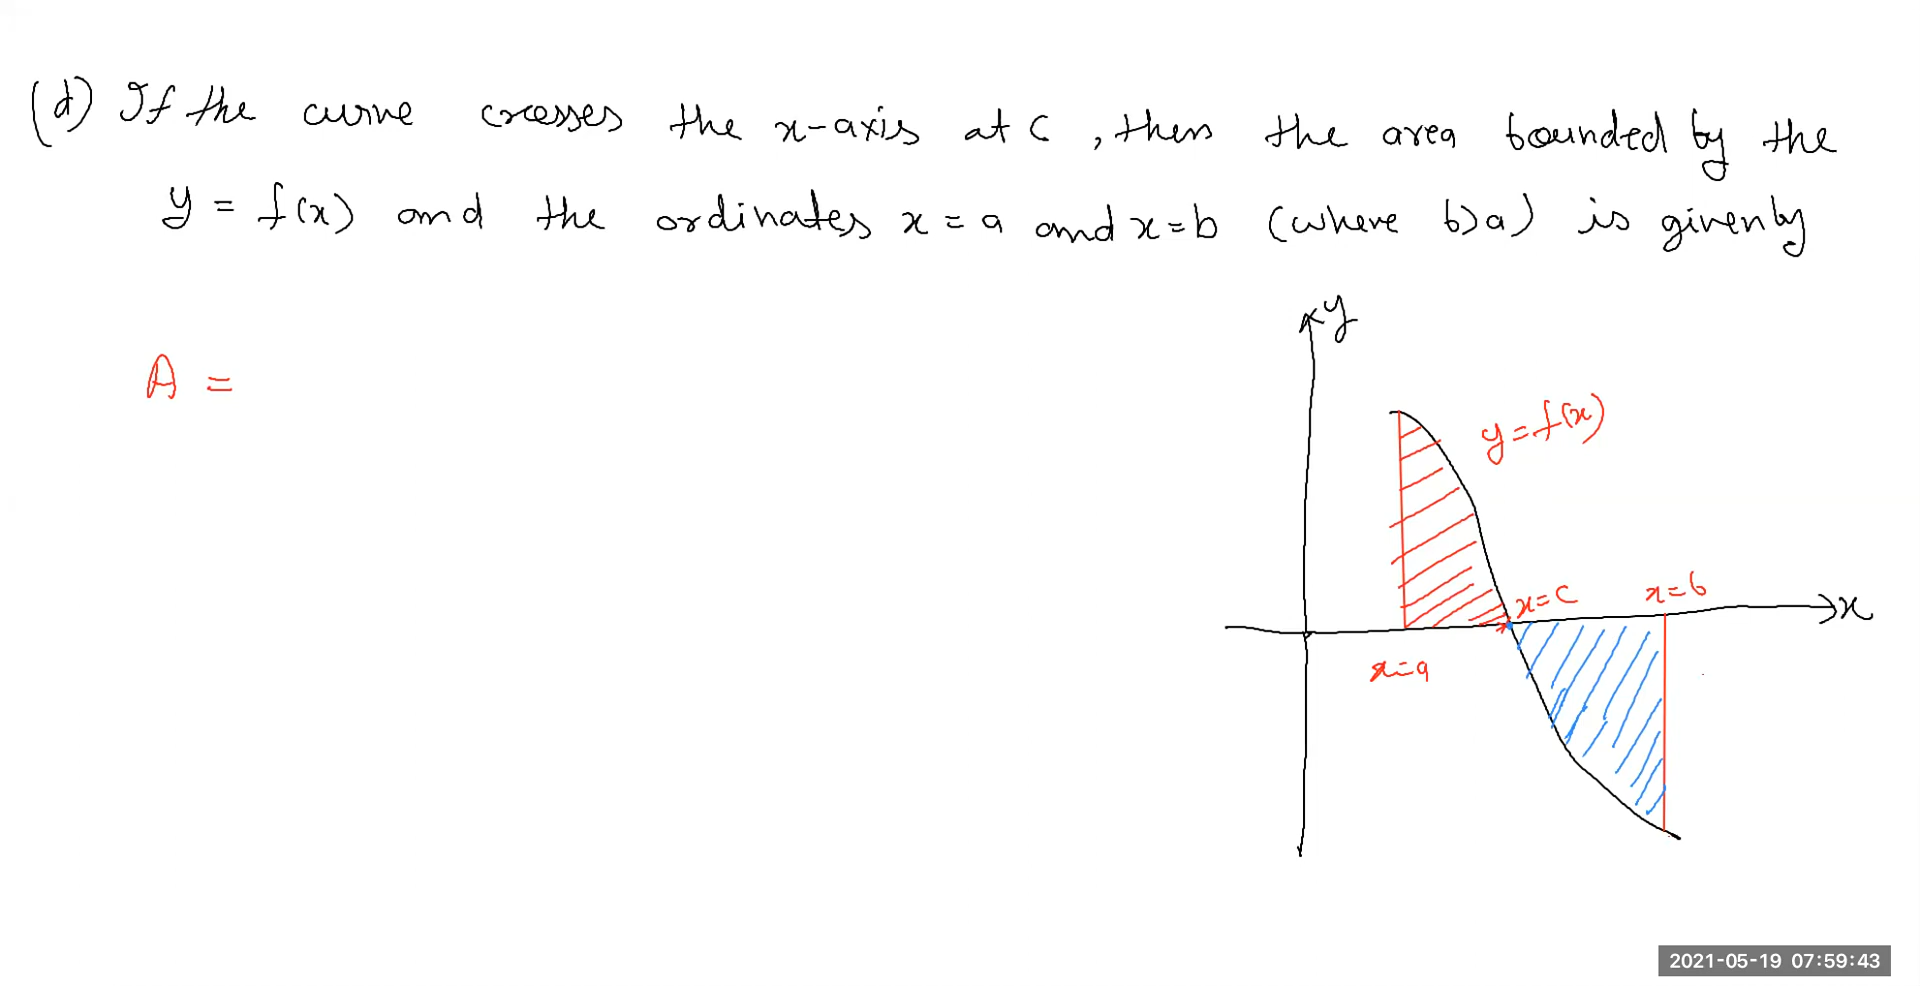 (d) If the curve crosses the x-axis at c, then the area bounded by the
y = f(x) and the ordinates x = a and x = b (where b>a) is given by
y
A =
y = f(x)
x=c
x=b
x
x=a
2021-05-19 07:59:43